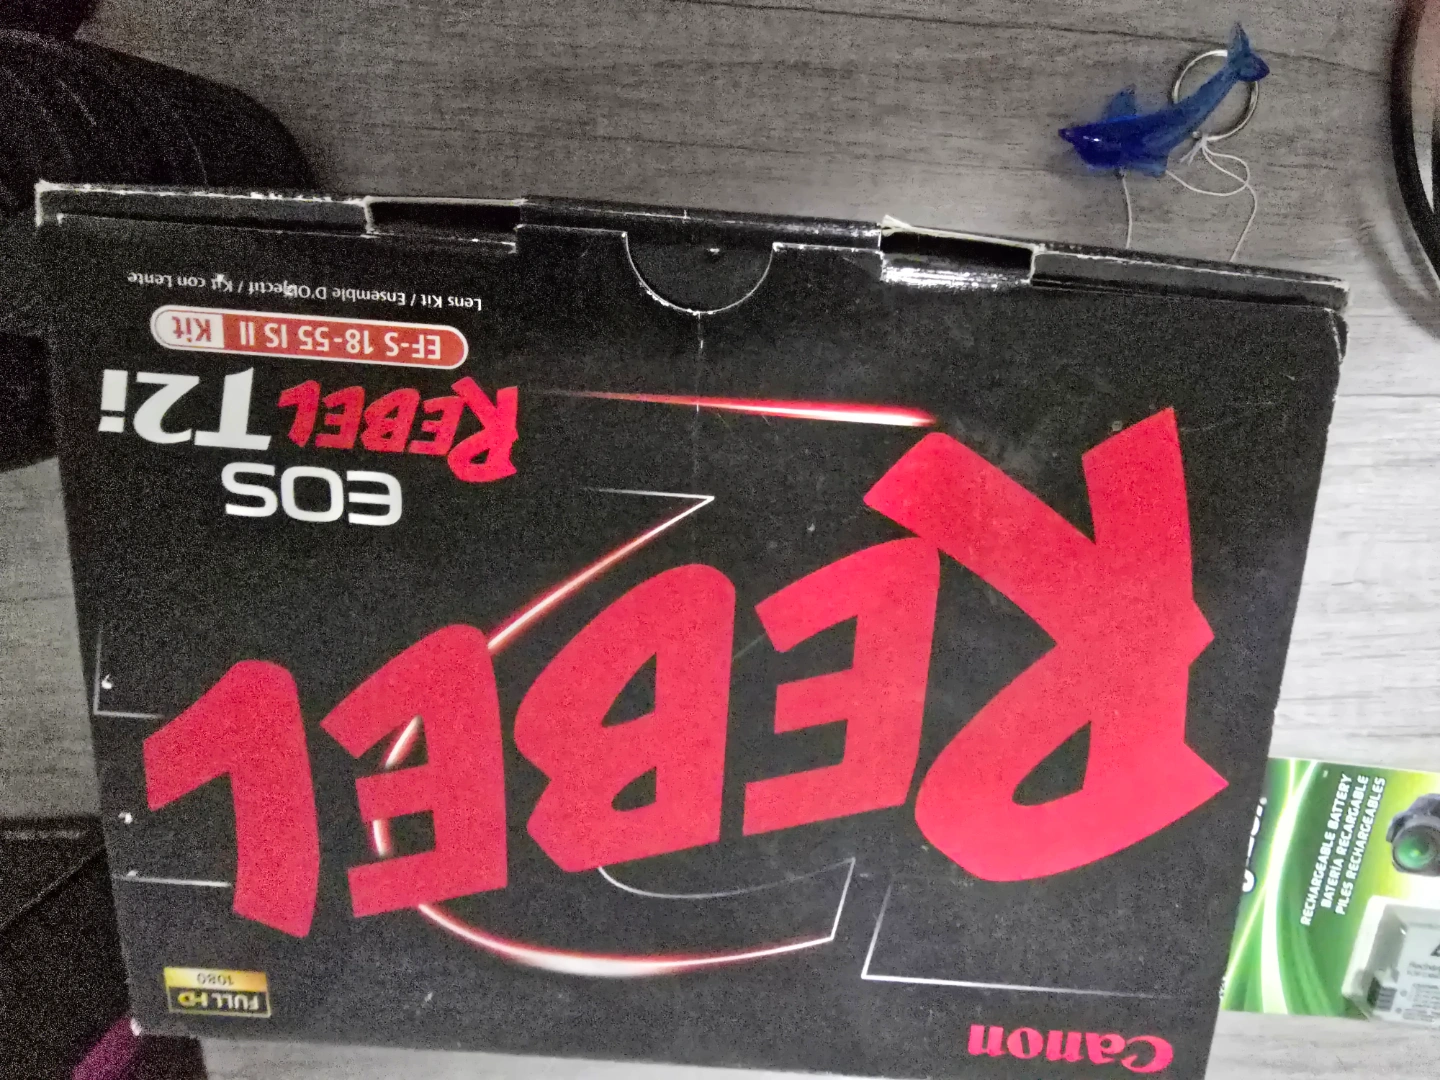 Canon
FULL HD
1080
REBEL
EOS
REBEL T2i
EF-S 18-55 IS II Kit
Lens Kit / Ensemble D'Objectif / Kit con Lente
RECHARGEABLE BATTERY
BATERÍA RECARGABLE
PILES RECHARGEABLES